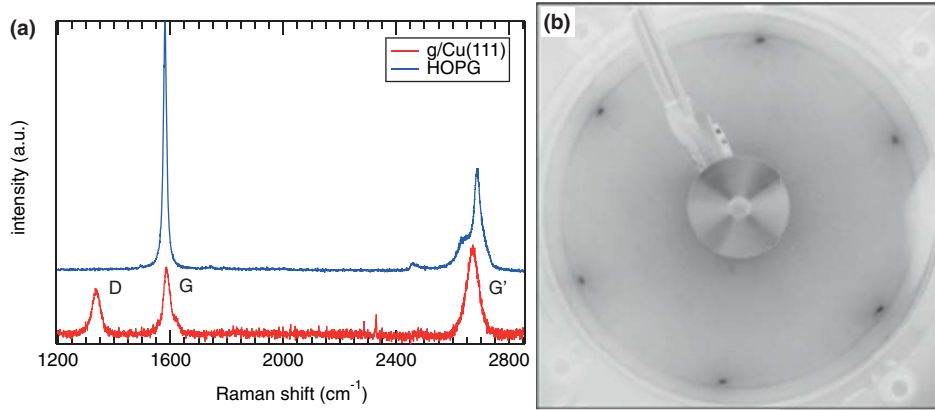 (a)
g/Cu(111)
HOPG
intensity (a.u.)
D
G
G'
1200
1600
2000
2400
2800
Raman shift (cm⁻¹)
(b)